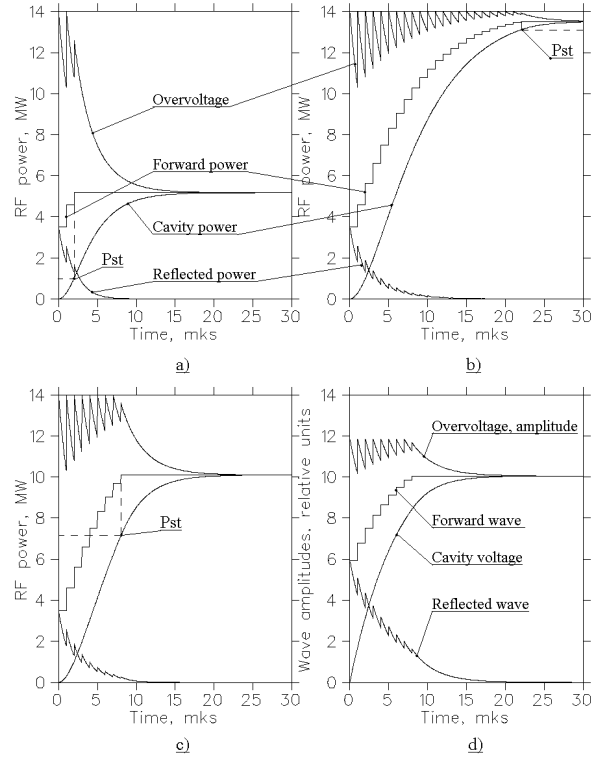 14
12
10
8
6
4
2
0
RF power, MW
Overvoltage
Forward power
Cavity power
Pst
Reflected power
0 5 10 15 20 25 30
Time, mks
a)
14
12
10
8
6
4
2
0
RF power, MW
Pst
0 5 10 15 20 25 30
Time, mks
b)
14
12
10
8
6
4
2
0
RF power, MW
Pst
0 5 10 15 20 25 30
Time, mks
c)
14
12
10
8
6
4
2
0
Wave amplitudes. relative units
Overvoltage, amplitude
Forward wave
Cavity voltage
Reflected wave
0 5 10 15 20 25 30
Time, mks
d)